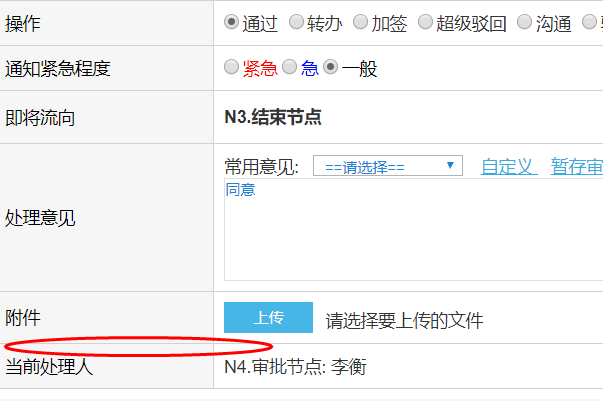 操作 通过 转办 加签 超级驳回 沟通
通知紧急程度 紧急 急 一般
即将流向 N3.结束节点
常用意见: ==请选择== 自定义 暂存审
处理意见 同意
附件 上传 请选择要上传的文件
当前处理人 N4.审批节点: 李衡